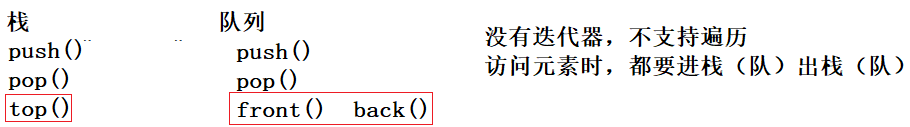 栈
push()
pop()
top()
队列
push()
pop()
front() back()
没有迭代器，不支持遍历
访问元素时，都要进栈（队）出栈（队）